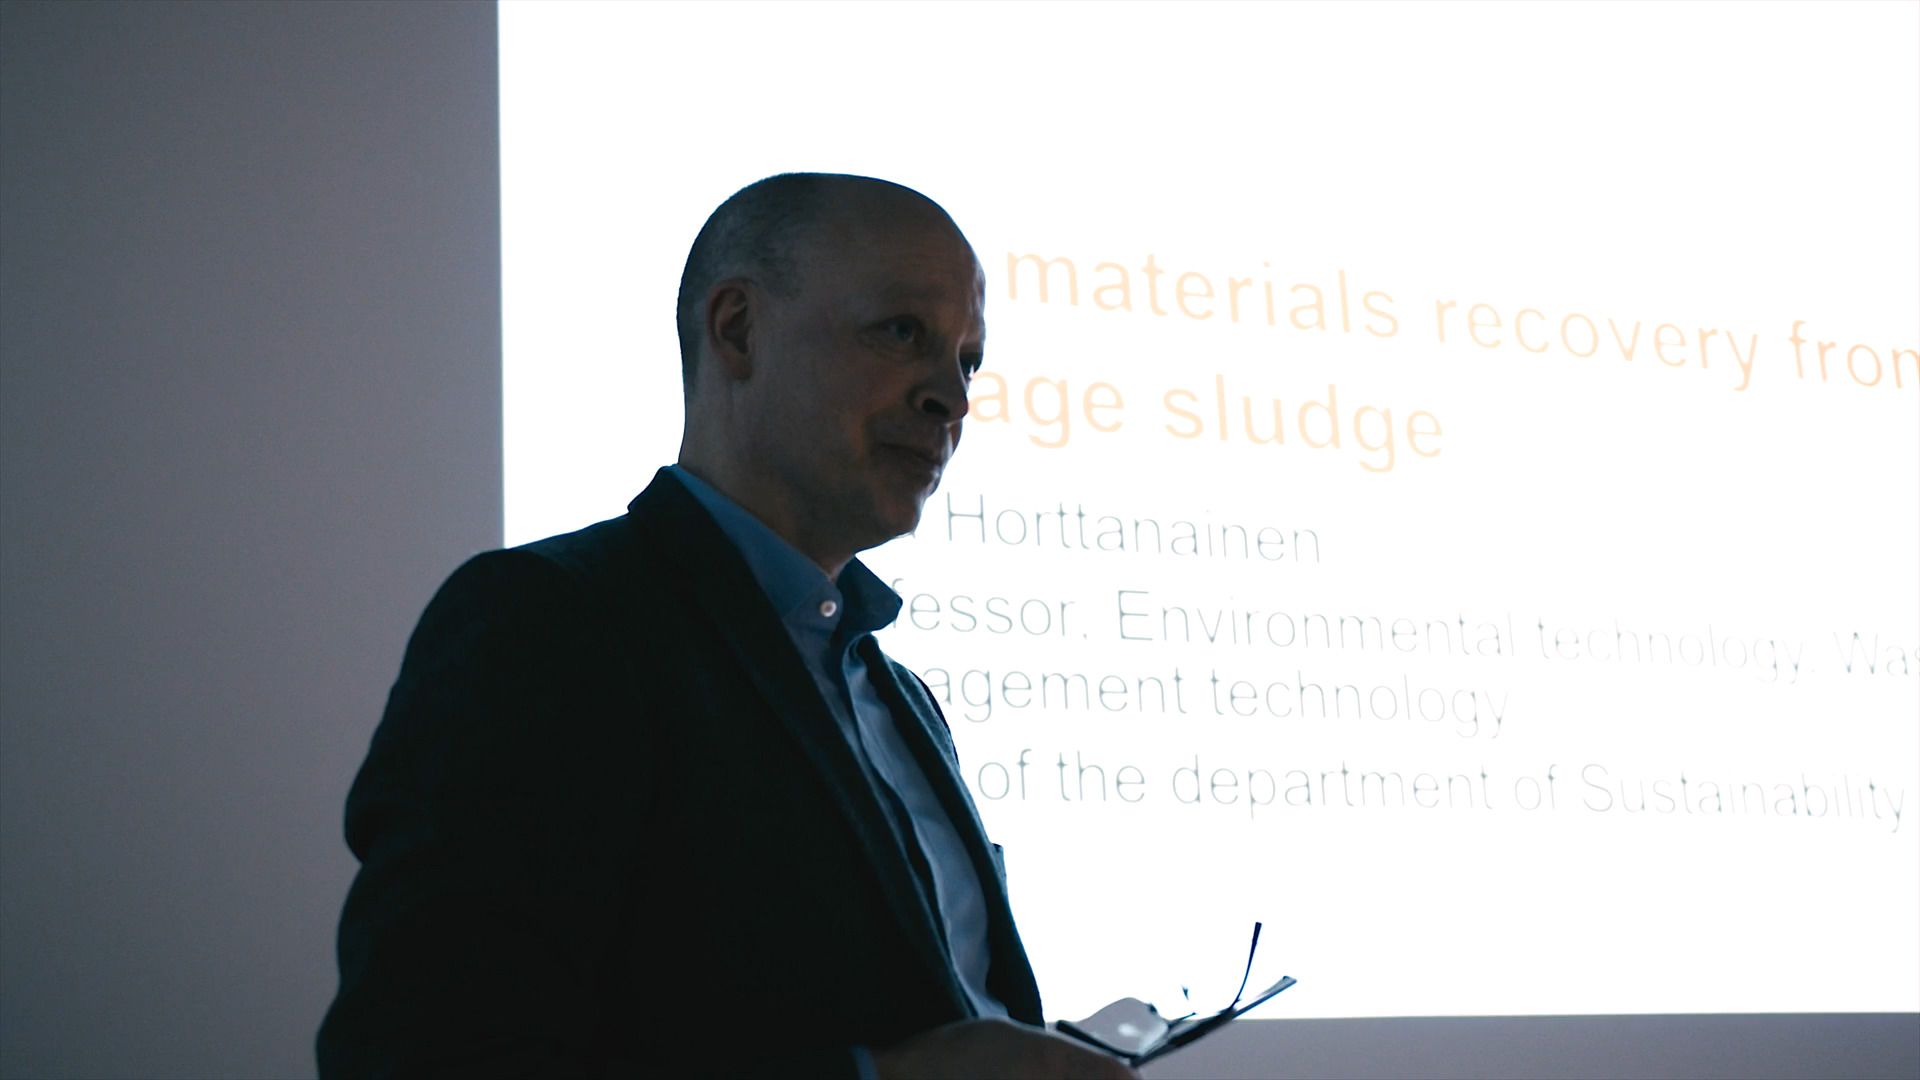 materials recovery from
age sludge
Horttanainen
fessor, Environmental technology, Was
agement technology
of the department of Sustainability